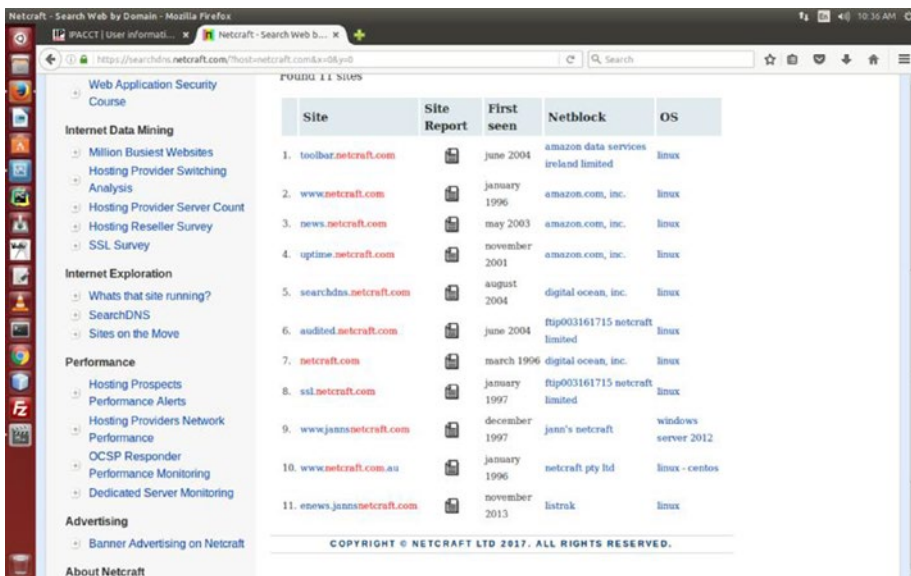 Netcraft - Search Web by Domain - Mozilla Firefox
10:36 AM
IPACCT | User informati... ×
Netcraft - Search Web b... ×
https://searchdns.netcraft.com/?host=netcraft.com&x=0&y=0
Search
Web Application Security
Course
Internet Data Mining
Million Busiest Websites
Hosting Provider Switching
Analysis
Hosting Provider Server Count
Hosting Reseller Survey
SSL Survey
Internet Exploration
Whats that site running?
SearchDNS
Sites on the Move
Performance
Hosting Prospects
Performance Alerts
Hosting Providers Network
Performance
OCSP Responder
Performance Monitoring
Dedicated Server Monitoring
Advertising
Banner Advertising on Netcraft
About Netcraft
Found 11 sites
Site Site Report First seen Netblock OS
1. toolbar.netcraft.com june 2004 amazon data services ireland limited linux
2. www.netcraft.com january 1996 amazon.com, inc. linux
3. news.netcraft.com may 2003 amazon.com, inc. linux
4. uptime.netcraft.com november 2001 amazon.com, inc. linux
5. searchdns.netcraft.com august 2004 digital ocean, inc. linux
6. audited.netcraft.com june 2004 ftip003161715 netcraft limited linux
7. netcraft.com march 1996 digital ocean, inc. linux
8. ssl.netcraft.com january 1997 ftip003161715 netcraft limited linux
9. www.jannsnetcraft.com december 1997 jann's netcraft windows server 2012
10. www.netcraft.com.au january 1996 netcraft pty ltd linux - centos
11. enews.jannsnetcraft.com november 2013 listrak linux
COPYRIGHT © NETCRAFT LTD 2017. ALL RIGHTS RESERVED.